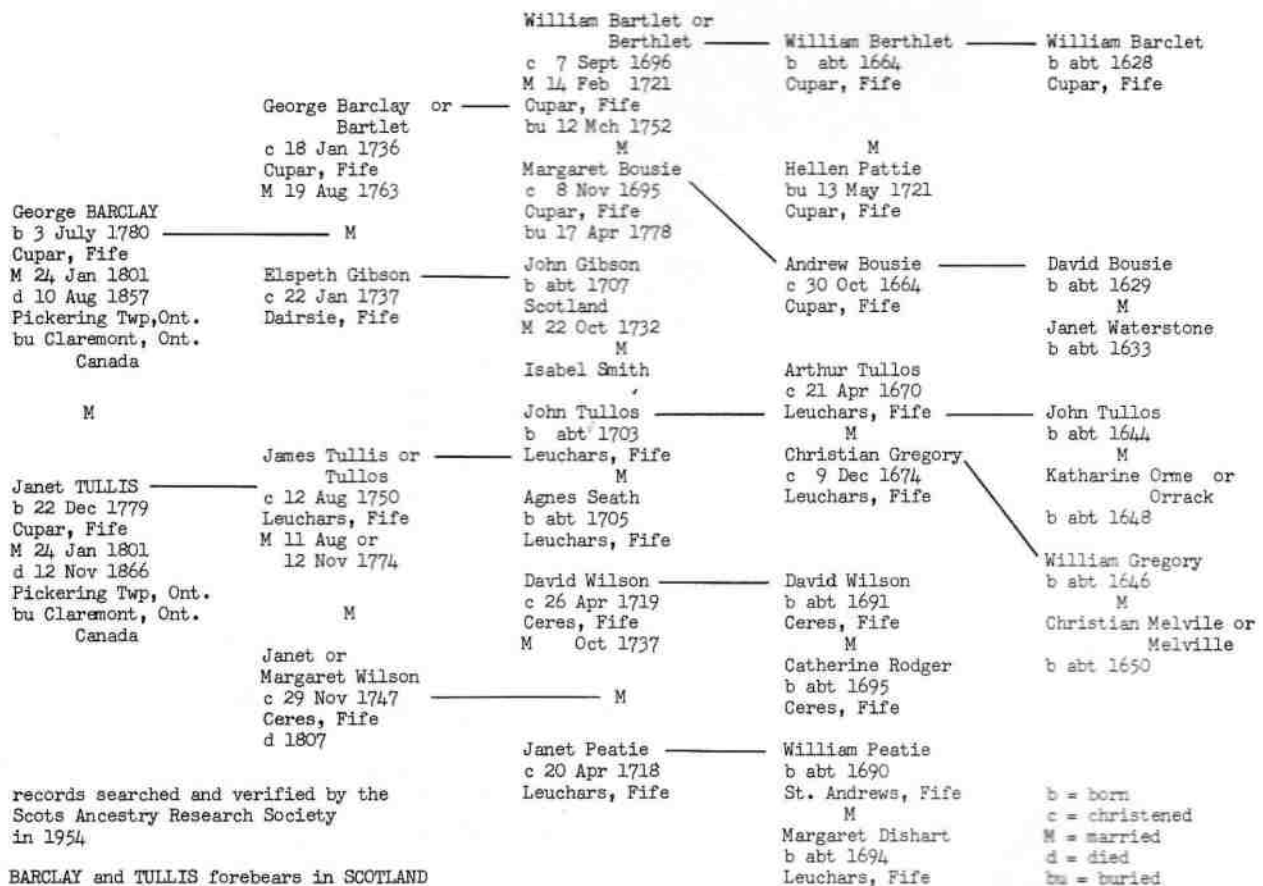 George BARCLAY
b 3 July 1780
Cupar, Fife
M 24 Jan 1801
d 10 Aug 1857
Pickering Twp,Ont.
bu Claremont, Ont.
Canada
M
Janet TULLIS
b 22 Dec 1779
Cupar, Fife
M 24 Jan 1801
d 12 Nov 1866
Pickering Twp, Ont.
bu Claremont, Ont.
Canada
George Barclay or
Bartlet
c 18 Jan 1736
Cupar, Fife
M 19 Aug 1763
M
Elspeth Gibson
c 22 Jan 1737
Dairsie, Fife
James Tullis or
Tullos
c 12 Aug 1750
Leuchars, Fife
M 11 Aug or
12 Nov 1774
M
Janet or
Margaret Wilson
c 29 Nov 1747
Ceres, Fife
d 1807
William Bartlet or
Berthlet
c 7 Sept 1696
M 14 Feb 1721
Cupar, Fife
bu 12 Mch 1752
M
Margaret Bousie
c 8 Nov 1695
Cupar, Fife
bu 17 Apr 1778
John Gibson
b abt 1707
Scotland
M 22 Oct 1732
M
Isabel Smith
John Tullos
b abt 1703
Leuchars, Fife
M
Agnes Seath
b abt 1705
Leuchars, Fife
David Wilson
c 26 Apr 1719
Ceres, Fife
M Oct 1737
M
Janet Peatie
c 20 Apr 1718
Leuchars, Fife
William Berthlet
b abt 1664
Cupar, Fife
M
Hellen Pattie
bu 13 May 1721
Cupar, Fife
Andrew Bousie
c 30 Oct 1664
Cupar, Fife
Arthur Tullos
c 21 Apr 1670
Leuchars, Fife
M
Christian Gregory
c 9 Dec 1674
Leuchars, Fife
David Wilson
b abt 1691
Ceres, Fife
M
Catherine Rodger
b abt 1695
Ceres, Fife
William Peatie
b abt 1690
St. Andrews, Fife
M
Margaret Dishart
b abt 1694
Leuchars, Fife
William Barclet
b abt 1628
Cupar, Fife
David Bousie
b abt 1629
M
Janet Waterstone
b abt 1633
John Tullos
b abt 1644
M
Katharine Orme or
Orrack
b abt 1648
William Gregory
b abt 1646
M
Christian Melvile or
Melville
b abt 1650
b = born
c = christened
M = married
d = died
bu = buried
records searched and verified by the
Scots Ancestry Research Society
in 1954
BARCLAY and TULLIS forebears in SCOTLAND